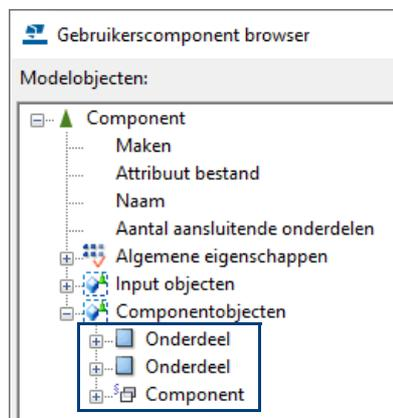 Gebruikerscomponent browser
Modelobjecten:
Component
Maken
Attribuut bestand
Naam
Aantal aansluitende onderdelen
Algemene eigenschappen
Input objecten
Componentobjecten
Onderdeel
Onderdeel
Component